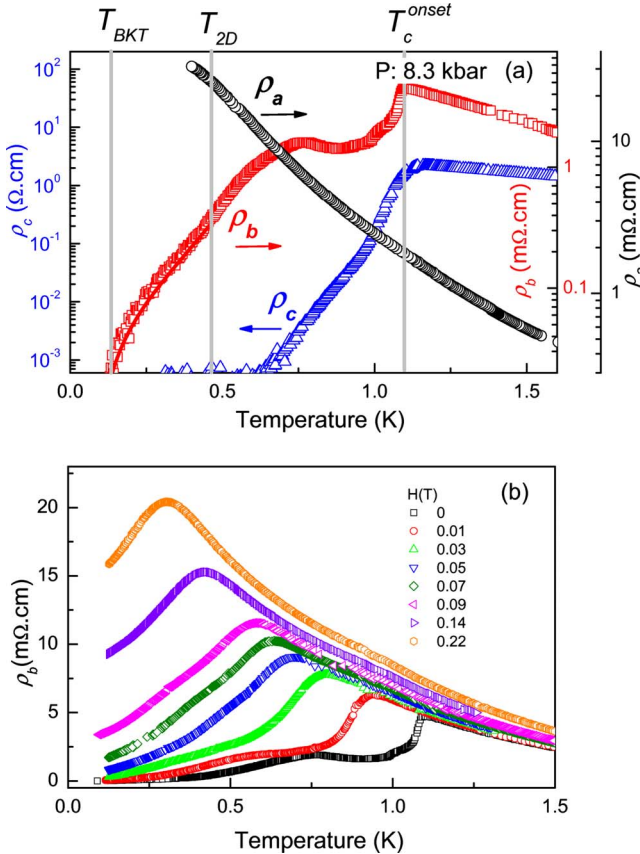 T_BKT T_2D T_c^onset
P: 8.3 kbar (a)
10^2
10^1
10^0
10^-1
10^-2
10^-3
ρ_c (Ω.cm)
ρ_a
ρ_b
ρ_c
1
0.1
ρ_b (mΩ.cm)
10
1
0.0 0.5 1.0 1.5
Temperature (K)
(b)
H(T)
0
0.01
0.03
0.05
0.07
0.09
0.14
0.22
20
15
10
5
0
ρ_b(mΩ.cm)
0.0 0.5 1.0 1.5
Temperature (K)